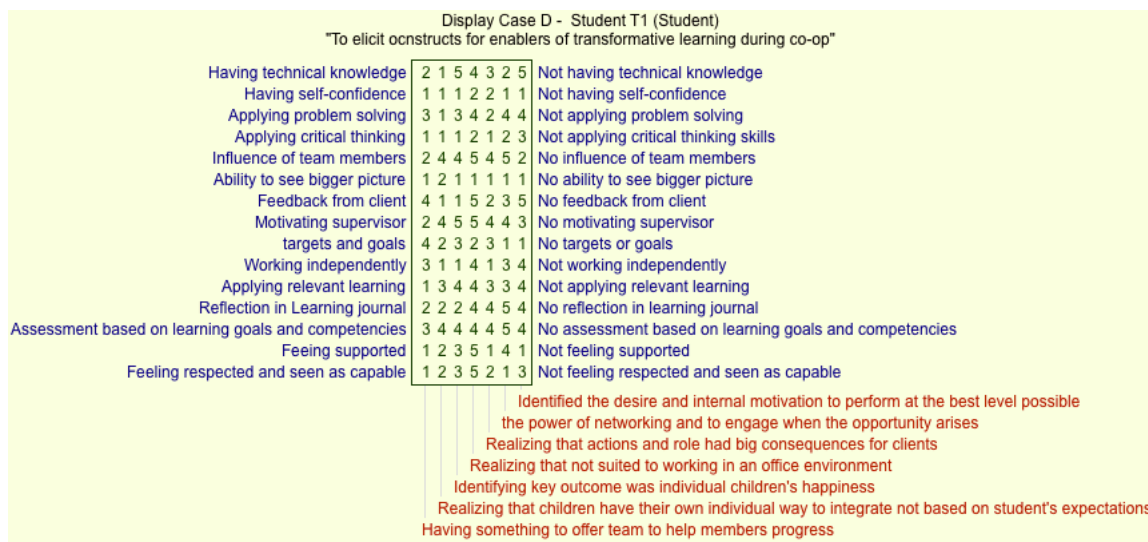 Display Case D - Student T1 (Student)
"To elicit ocnstructs for enablers of transformative learning during co-op"
Having technical knowledge 2 1 5 4 3 2 5 Not having technical knowledge
Having self-confidence 1 1 1 2 2 1 1 Not having self-confidence
Applying problem solving 3 1 3 4 2 4 4 Not applying problem solving
Applying critical thinking 1 1 1 2 1 2 3 Not applying critical thinking skills
Influence of team members 2 4 4 5 4 5 2 No influence of team members
Ability to see bigger picture 1 2 1 1 1 1 1 No ability to see bigger picture
Feedback from client 4 1 1 5 2 3 5 No feedback from client
Motivating supervisor 2 4 5 5 4 4 3 No motivating supervisor
targets and goals 4 2 3 2 3 1 1 No targets or goals
Working independently 3 1 1 4 1 3 4 Not working independently
Applying relevant learning 1 3 4 4 3 3 4 Not applying relevant learning
Reflection in Learning journal 2 2 2 4 4 5 4 No reflection in learning journal
Assessment based on learning goals and competencies 3 4 4 4 4 5 4 No assessment based on learning goals and competencies
Feeing supported 1 2 3 5 1 4 1 Not feeling supported
Feeling respected and seen as capable 1 2 3 5 2 1 3 Not feeling respected and seen as capable
Identified the desire and internal motivation to perform at the best level possible
the power of networking and to engage when the opportunity arises
Realizing that actions and role had big consequences for clients
Realizing that not suited to working in an office environment
Identifying key outcome was individual children's happiness
Realizing that children have their own individual way to integrate not based on student's expectations
Having something to offer team to help members progress